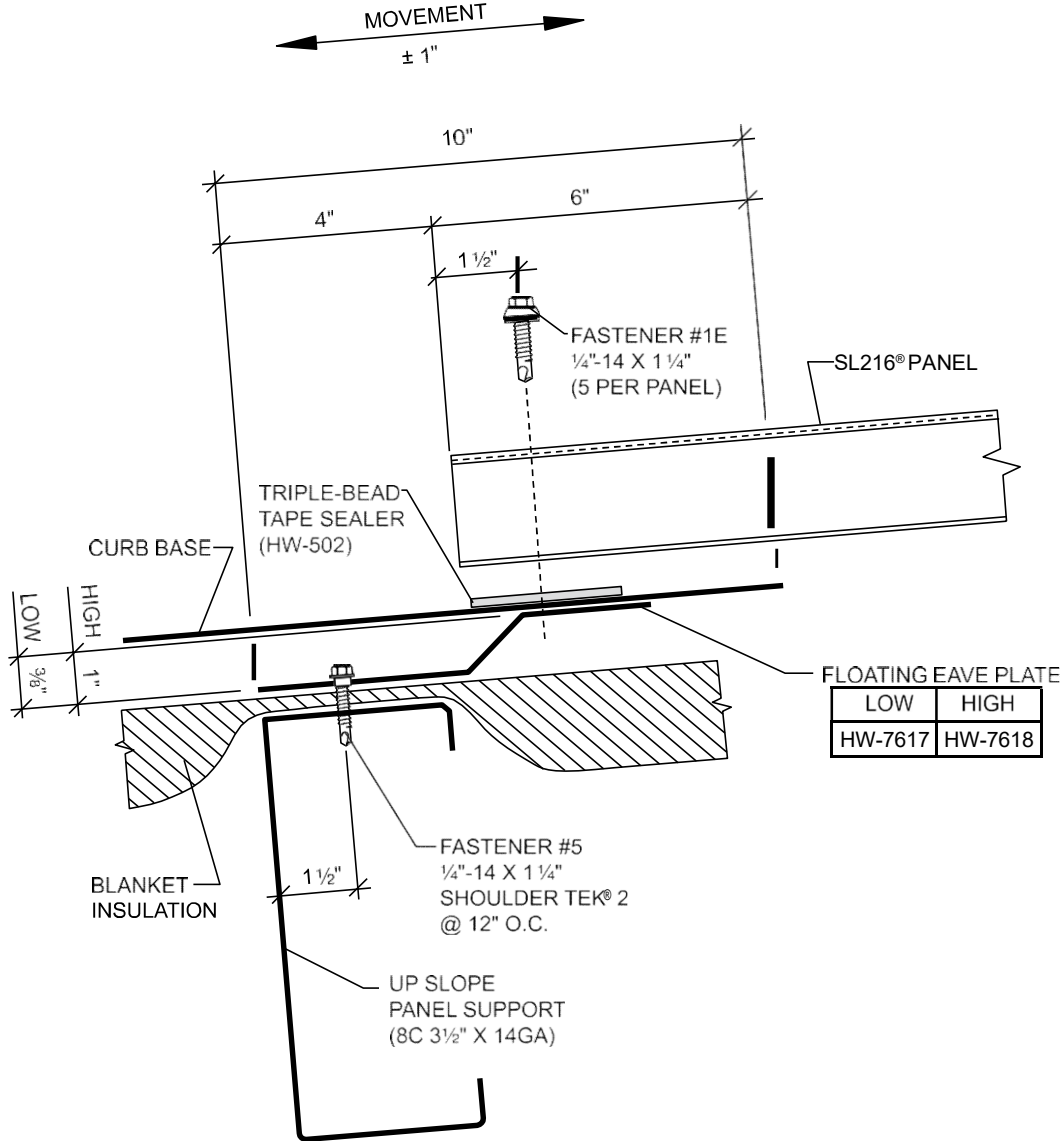 MOVEMENT
± 1"
10"
4"
6"
1 ½"
FASTENER #1E
¼"-14 X 1 ¼"
(5 PER PANEL)
SL216® PANEL
TRIPLE-BEAD
TAPE SEALER
(HW-502)
CURB BASE
LOW
HIGH
⅜"
1"
FLOATING EAVE PLATE
LOW HIGH
HW-7617 HW-7618
BLANKET
INSULATION
1 ½"
FASTENER #5
¼"-14 X 1 ¼"
SHOULDER TEK® 2
@ 12" O.C.
UP SLOPE
PANEL SUPPORT
(8C 3½" X 14GA)